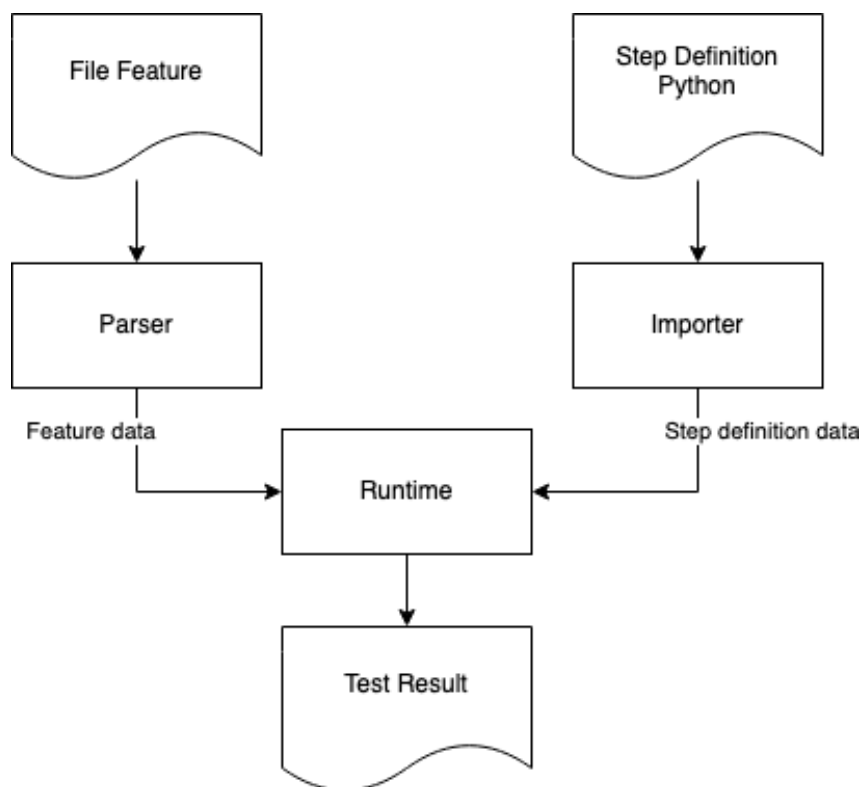 File Feature
Step Definition
Python
Parser
Importer
Feature data
Step definition data
Runtime
Test Result